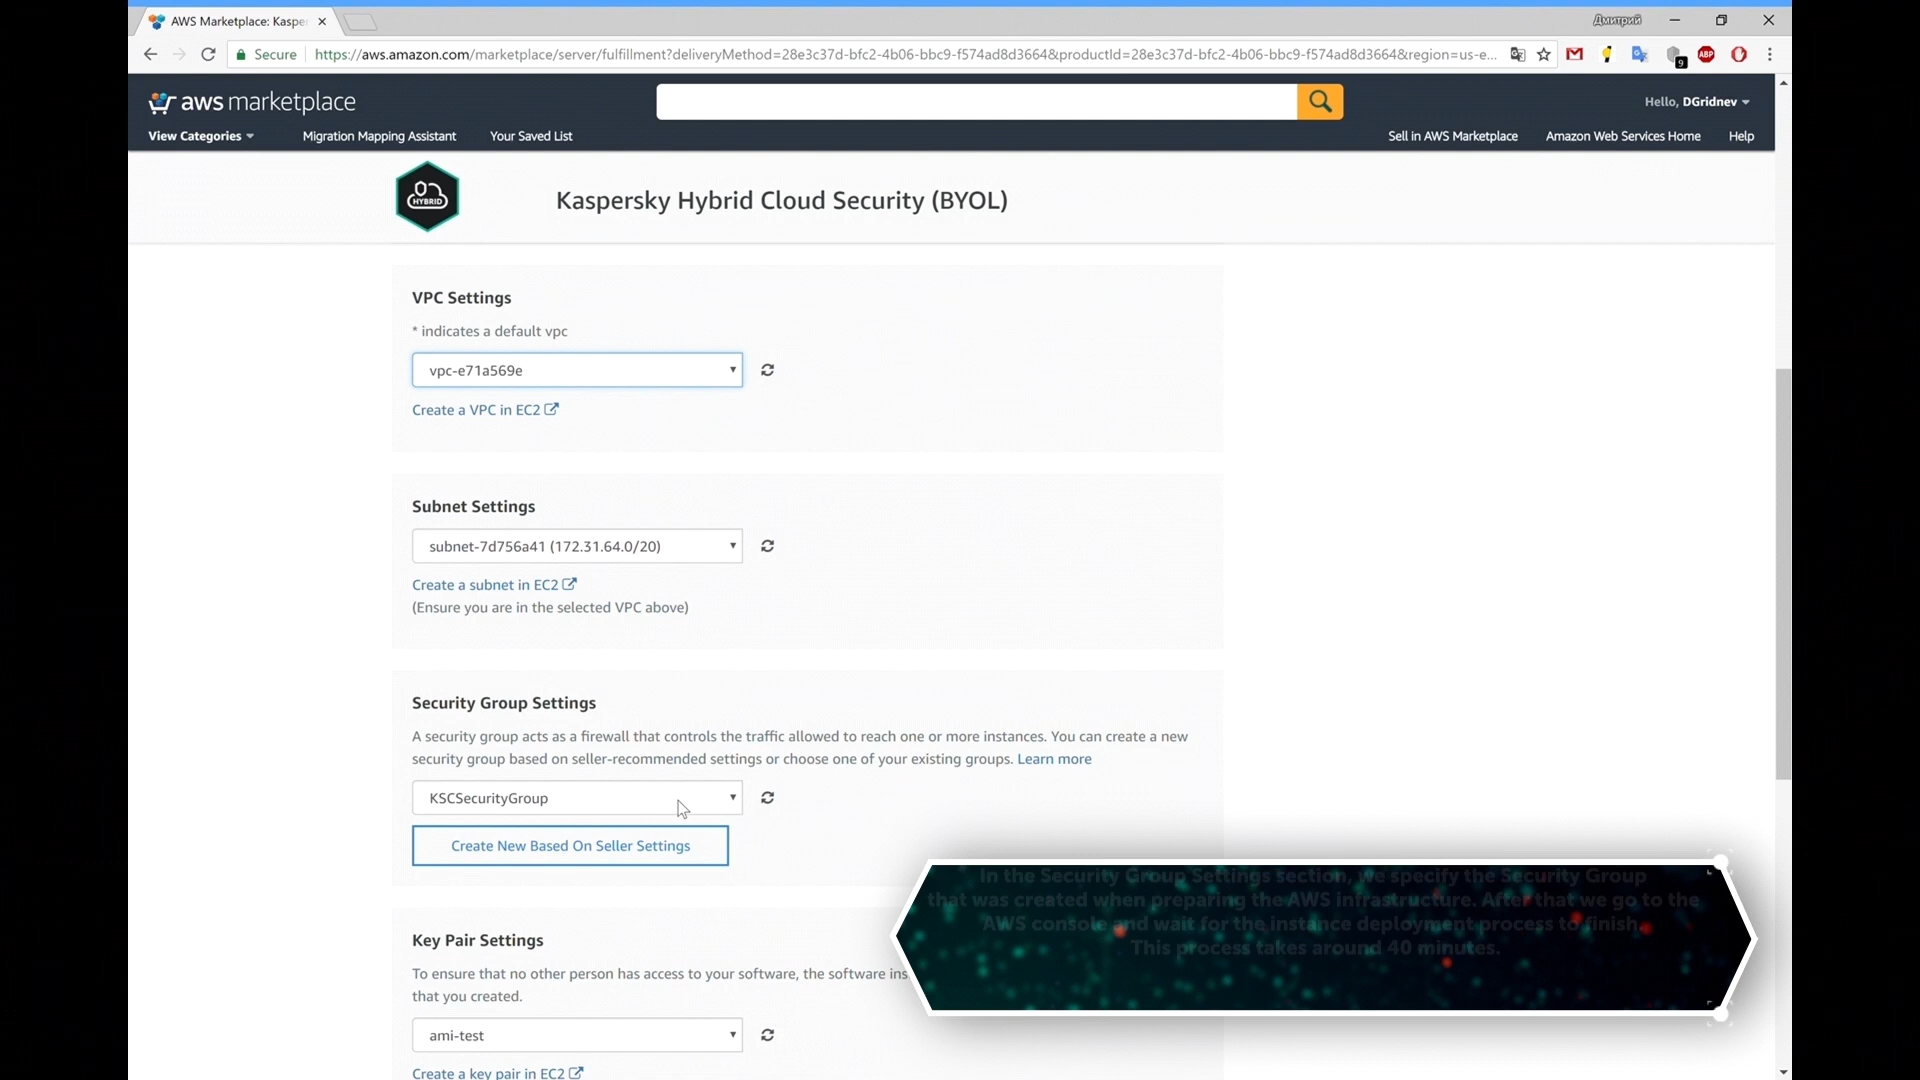 AWS Marketplace: Kaspe
Дмитрий
Secure
https://aws.amazon.com/marketplace/server/fulfillment?deliveryMethod=28e3c37d-bfc2-4b06-bbc9-f574ad8d3664&productId=28e3c37d-bfc2-4b06-bbc9-f574ad8d3664&region=us-e...
9
ABP
aws marketplace
Hello, DGridnev
View Categories
Migration Mapping Assistant
Your Saved List
Sell in AWS Marketplace
Amazon Web Services Home
Help
HYBRID
Kaspersky Hybrid Cloud Security (BYOL)
VPC Settings
* indicates a default vpc
vpc-e71a569e
Create a VPC in EC2
Subnet Settings
subnet-7d756a41 (172.31.64.0/20)
Create a subnet in EC2
(Ensure you are in the selected VPC above)
Security Group Settings
A security group acts as a firewall that controls the traffic allowed to reach one or more instances. You can create a new
security group based on seller-recommended settings or choose one of your existing groups. Learn more
KSCSecurityGroup
Create New Based On Seller Settings
In the Security Group Settings section, we specify the Security Group
that was created when preparing the AWS infrastructure. After that we go to the
AWS console and wait for the instance deployment process to finish.
This process takes around 40 minutes.
Key Pair Settings
To ensure that no other person has access to your software, the software ins
that you created.
ami-test
Create a key pair in EC2